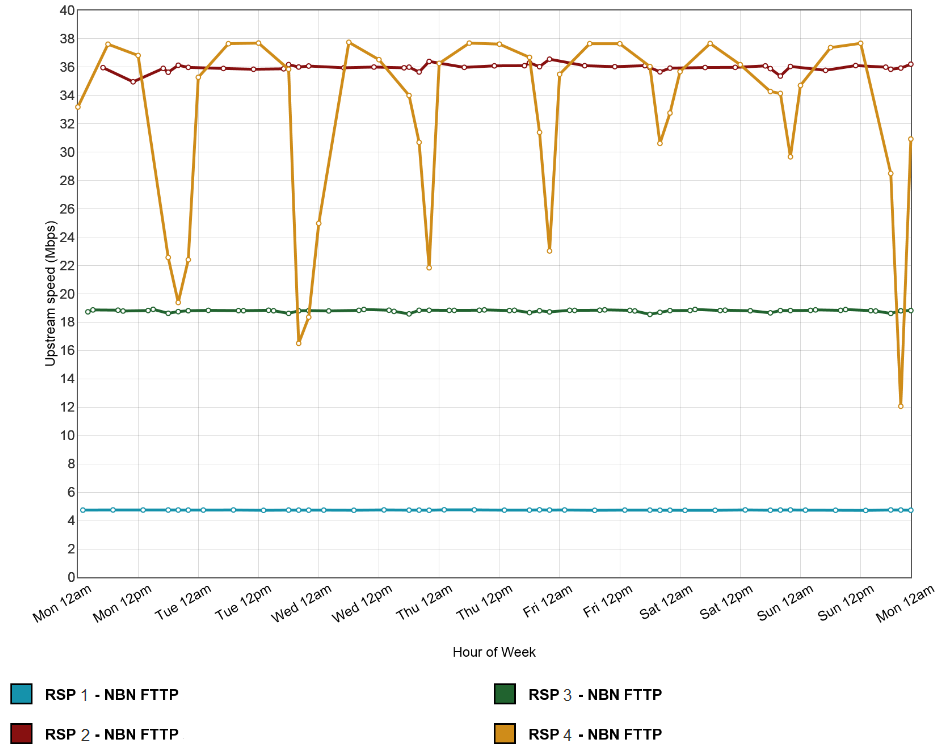 40
38
36
34
32
30
28
26
24
22
20
18
16
14
12
10
8
6
4
2
0
Upstream speed (Mbps)
Mon 12am
Mon 12pm
Tue 12am
Tue 12pm
Wed 12am
Wed 12pm
Thu 12am
Thu 12pm
Fri 12am
Fri 12pm
Sat 12am
Sat 12pm
Sun 12am
Sun 12pm
Mon 12am
Hour of Week
RSP 1 - NBN FTTP
RSP 3 - NBN FTTP
RSP 2 - NBN FTTP
RSP 4 - NBN FTTP